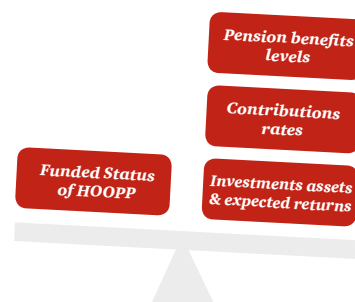 Pension benefits
levels
Contributions
rates
Funded Status
of HOOPP
Investments assets
& expected returns